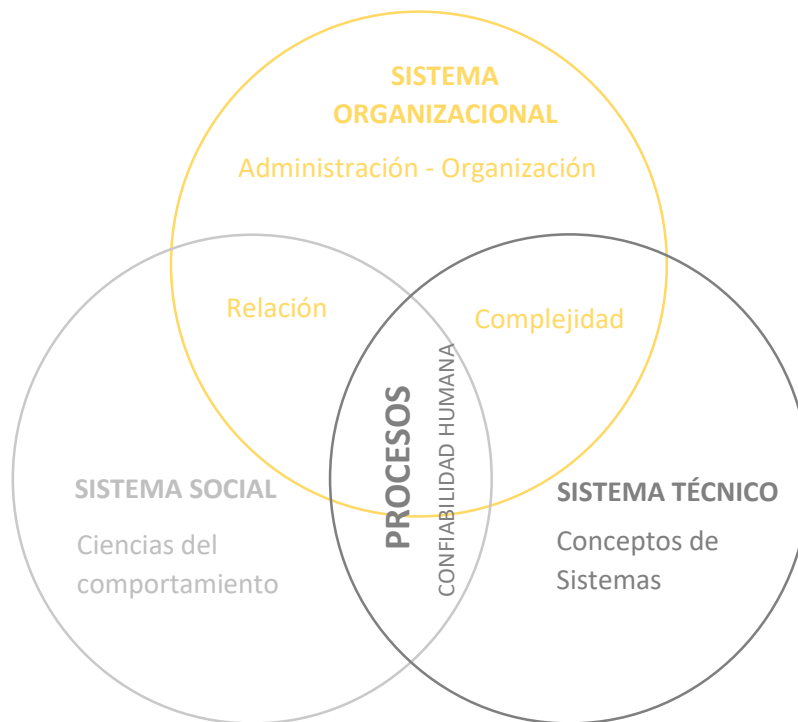 SISTEMA
ORGANIZACIONAL
Administración - Organización
Relación
Complejidad
PROCESOS
CONFIABILIDAD HUMANA
SISTEMA SOCIAL
Ciencias del
comportamiento
SISTEMA TÉCNICO
Conceptos de
Sistemas